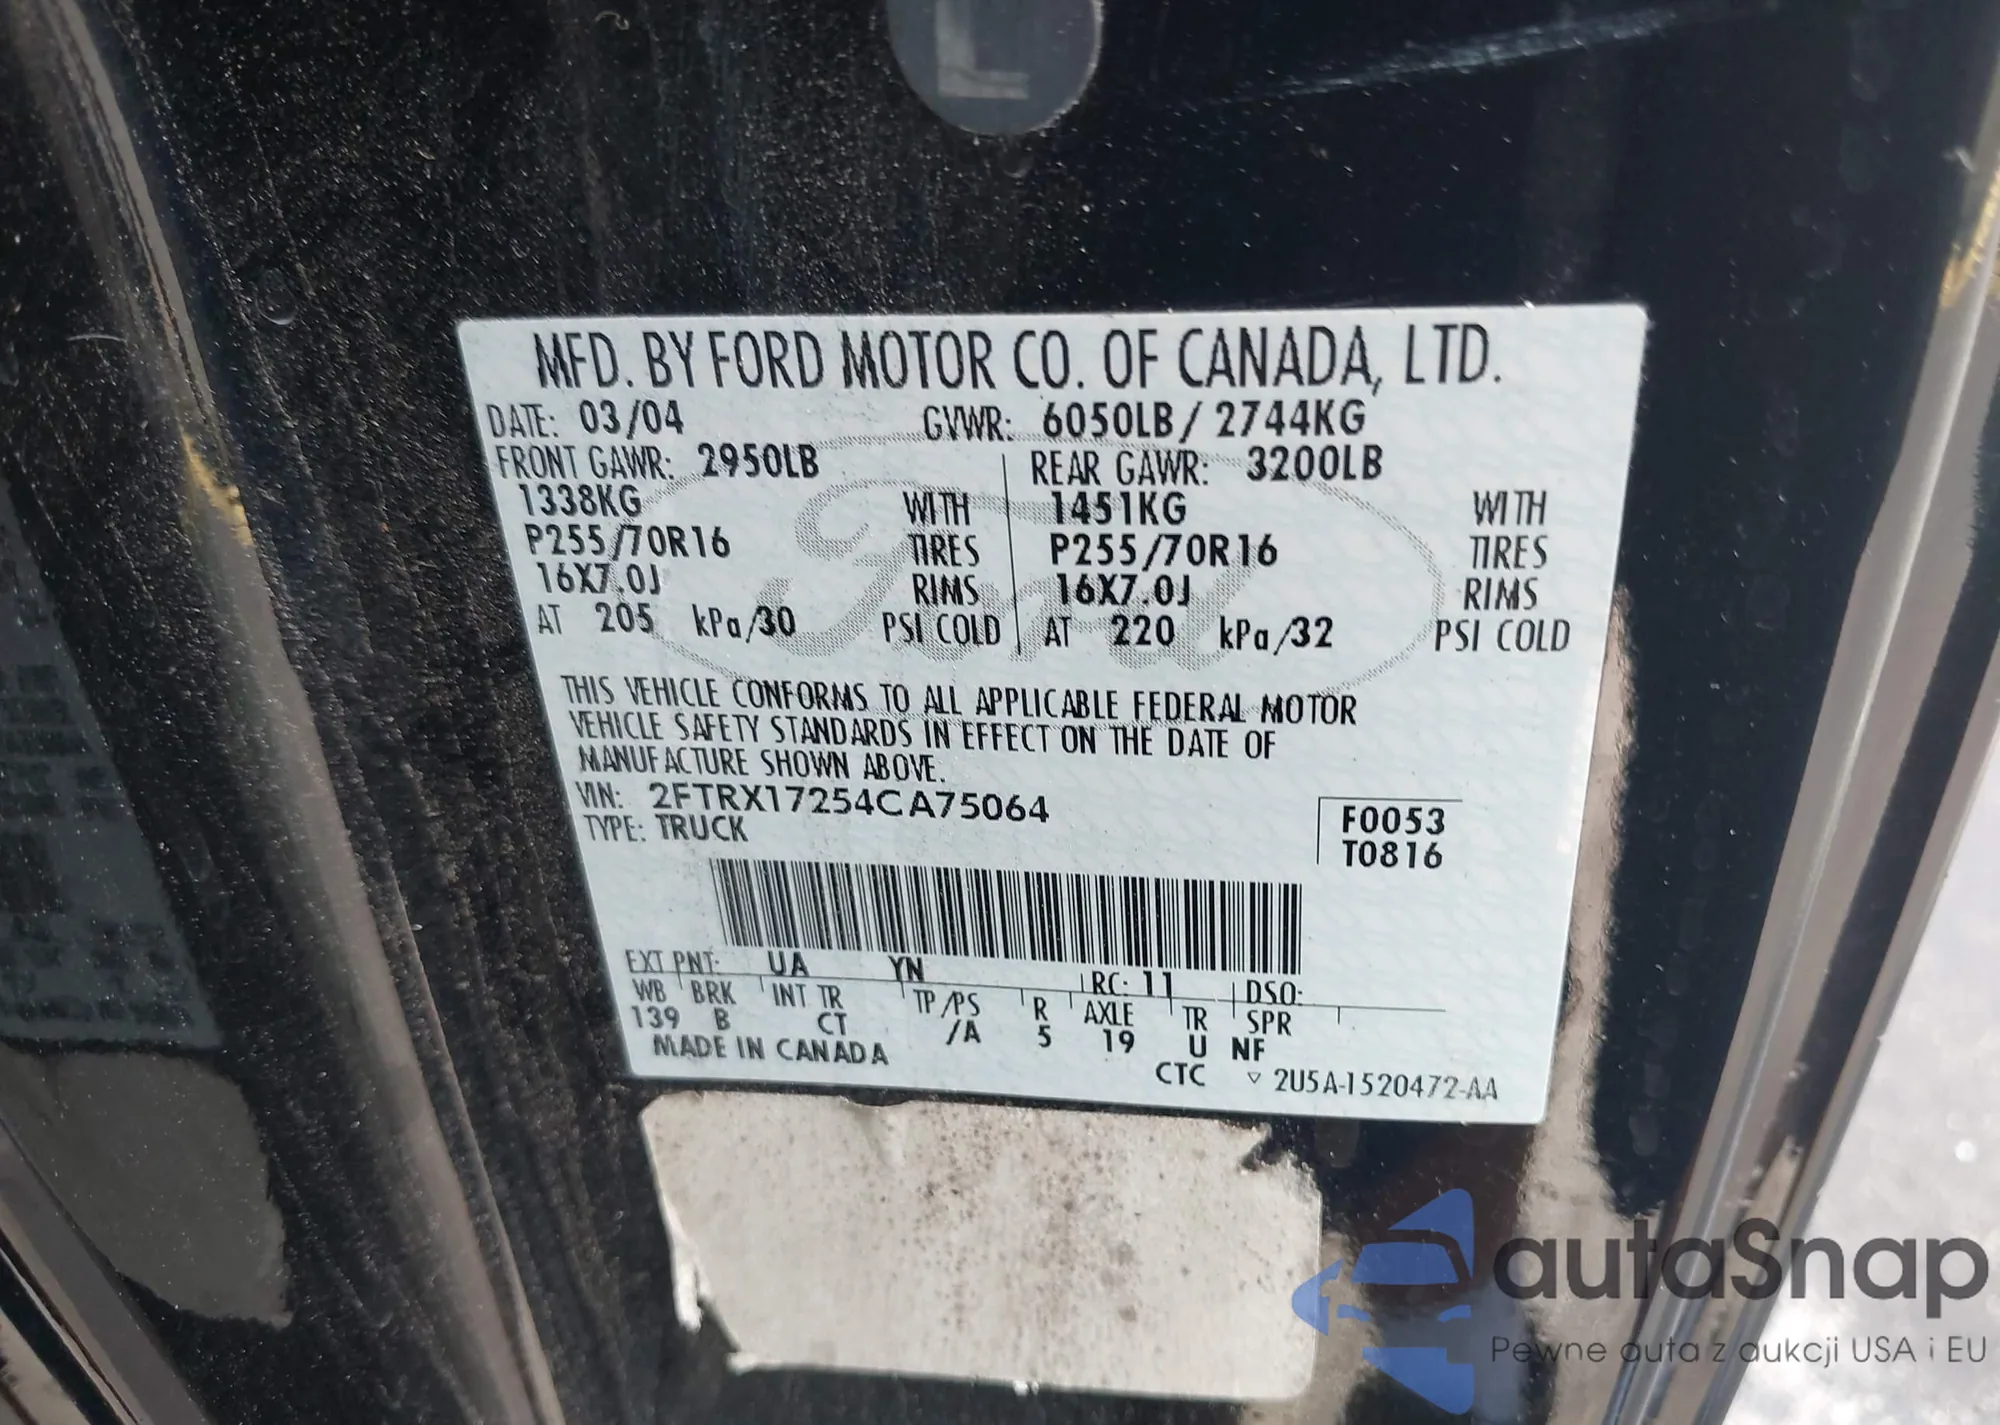 L
MFD. BY FORD MOTOR CO. OF CANADA, LTD.
DATE: 03/04 GVWR: 6050LB / 2744KG
FRONT GAWR: 2950LB REAR GAWR: 3200LB
1338KG WITH 1451KG WITH
P255/70R16 TIRES P255/70R16 TIRES
16X7.0J RIMS 16X7.0J RIMS
AT 205 kPa/30 PSI COLD AT 220 kPa/32 PSI COLD
Ford
THIS VEHICLE CONFORMS TO ALL APPLICABLE FEDERAL MOTOR
VEHICLE SAFETY STANDARDS IN EFFECT ON THE DATE OF
MANUFACTURE SHOWN ABOVE.
VIN: 2FTRX17254CA75064
TYPE: TRUCK
F0053
T0816
EXT PNT: UA YN RC: 11 DSO:
WB BRK INT TR TP/PS R AXLE TR SPR
139 B CT /A 5 19 U NF
MADE IN CANADA
CTC ▿ 2U5A-1520472-AA
autaSnap
Pewne auta z aukcji USA i EU